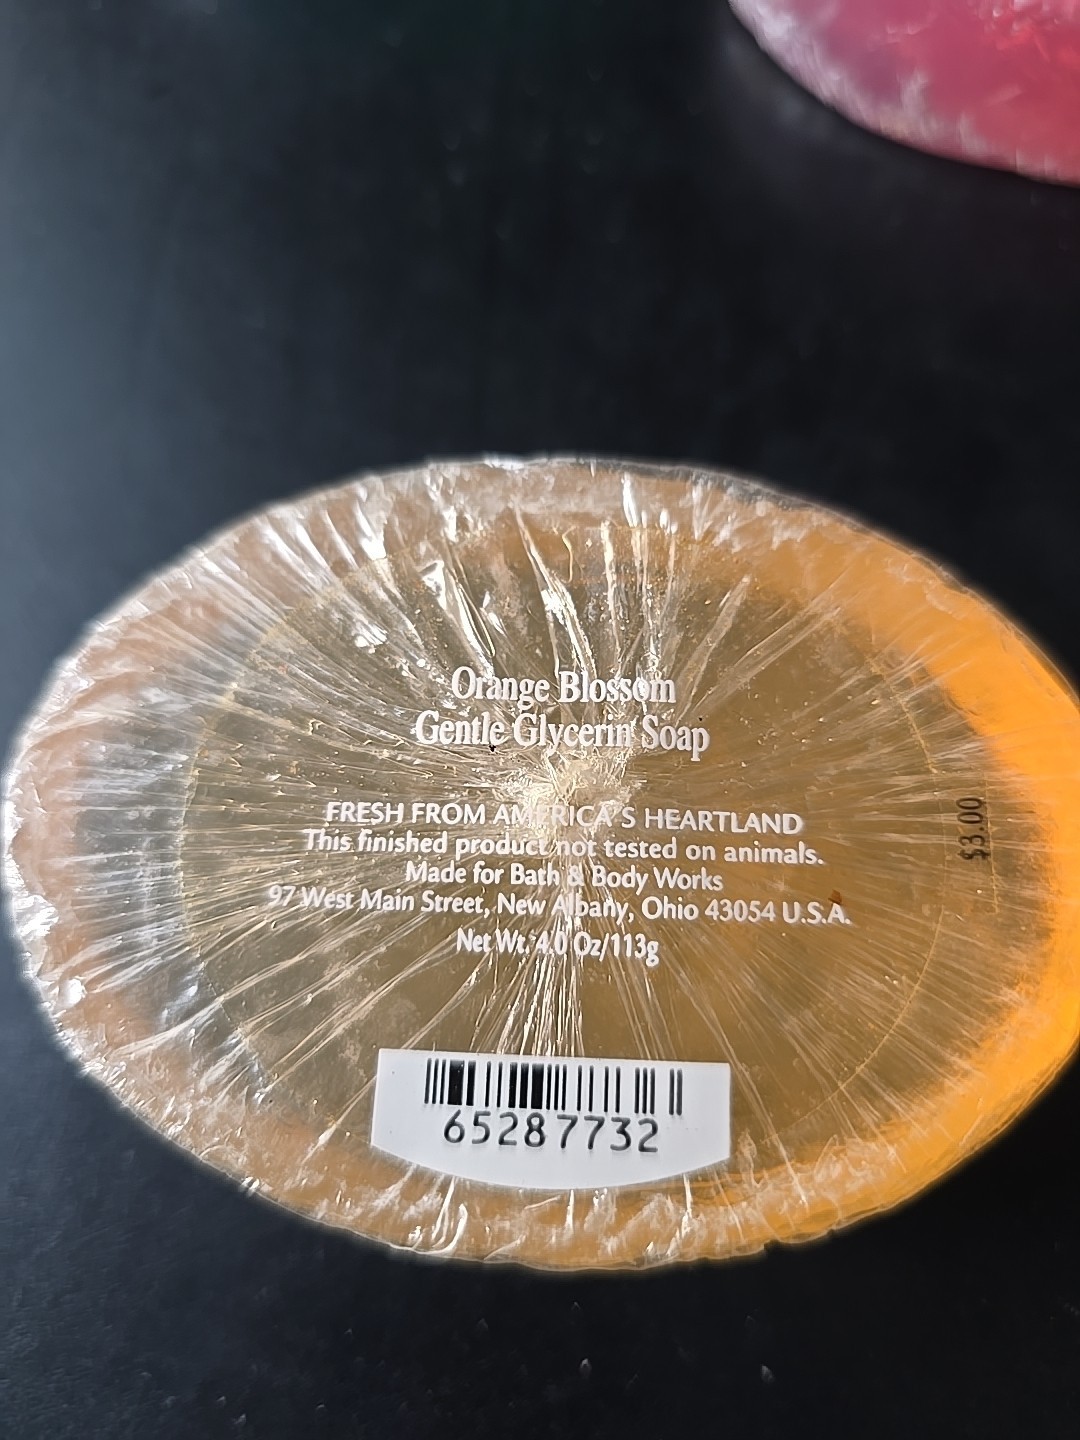 Orange Blossom
Gentle Glycerin Soap
FRESH FROM AMERICA'S HEARTLAND
This finished product not tested on animals.
Made for Bath & Body Works
97 West Main Street, New Albany, Ohio 43054 U.S.A.
Net Wt. 4.0 Oz/113g
$3.00
65287732